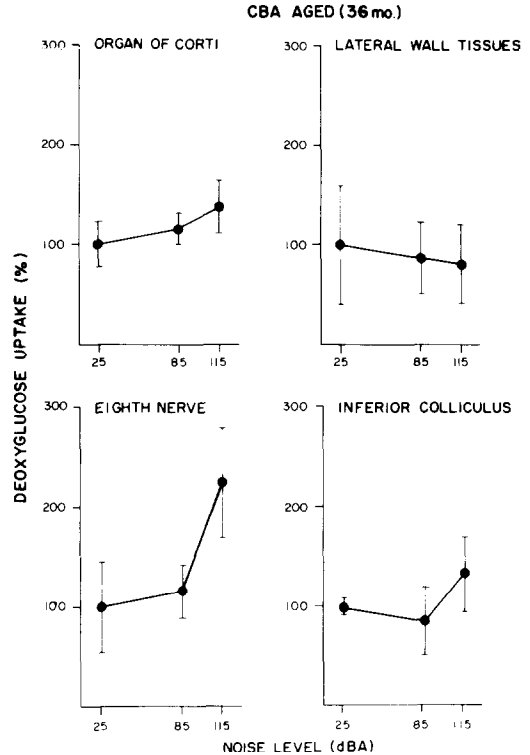 CBA AGED (36 mo.)
ORGAN OF CORTI
300
200
100
25 85 115
LATERAL WALL TISSUES
300
200
100
25 85 115
DEOXYGLUCOSE UPTAKE (%)
EIGHTH NERVE
300
200
100
25 85 115
INFERIOR COLLICULUS
300
200
100
25 85 115
NOISE LEVEL (dBA)